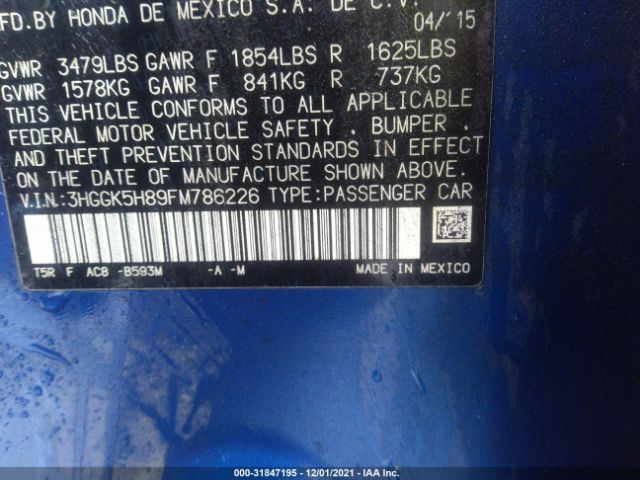 MFD.BY HONDA DE MEXICO S.A. DE C.V.
04/'15
GVWR 3479LBS GAWR F 1854LBS R 1625LBS
GVWR 1578KG GAWR F 841KG R 737KG
THIS VEHICLE CONFORMS TO ALL APPLICABLE
FEDERAL MOTOR VEHICLE SAFETY , BUMPER ,
AND THEFT PREVENTION STANDARDS IN EFFECT
ON THE DATE OF MANUFACTURE SHOWN ABOVE.
V.I.N.:3HGGK5H89FM786226 TYPE:PASSENGER CAR
T5R F AC8 -B593M -A -M MADE IN MEXICO
000-31847195 - 12/01/2021 - IAA Inc.